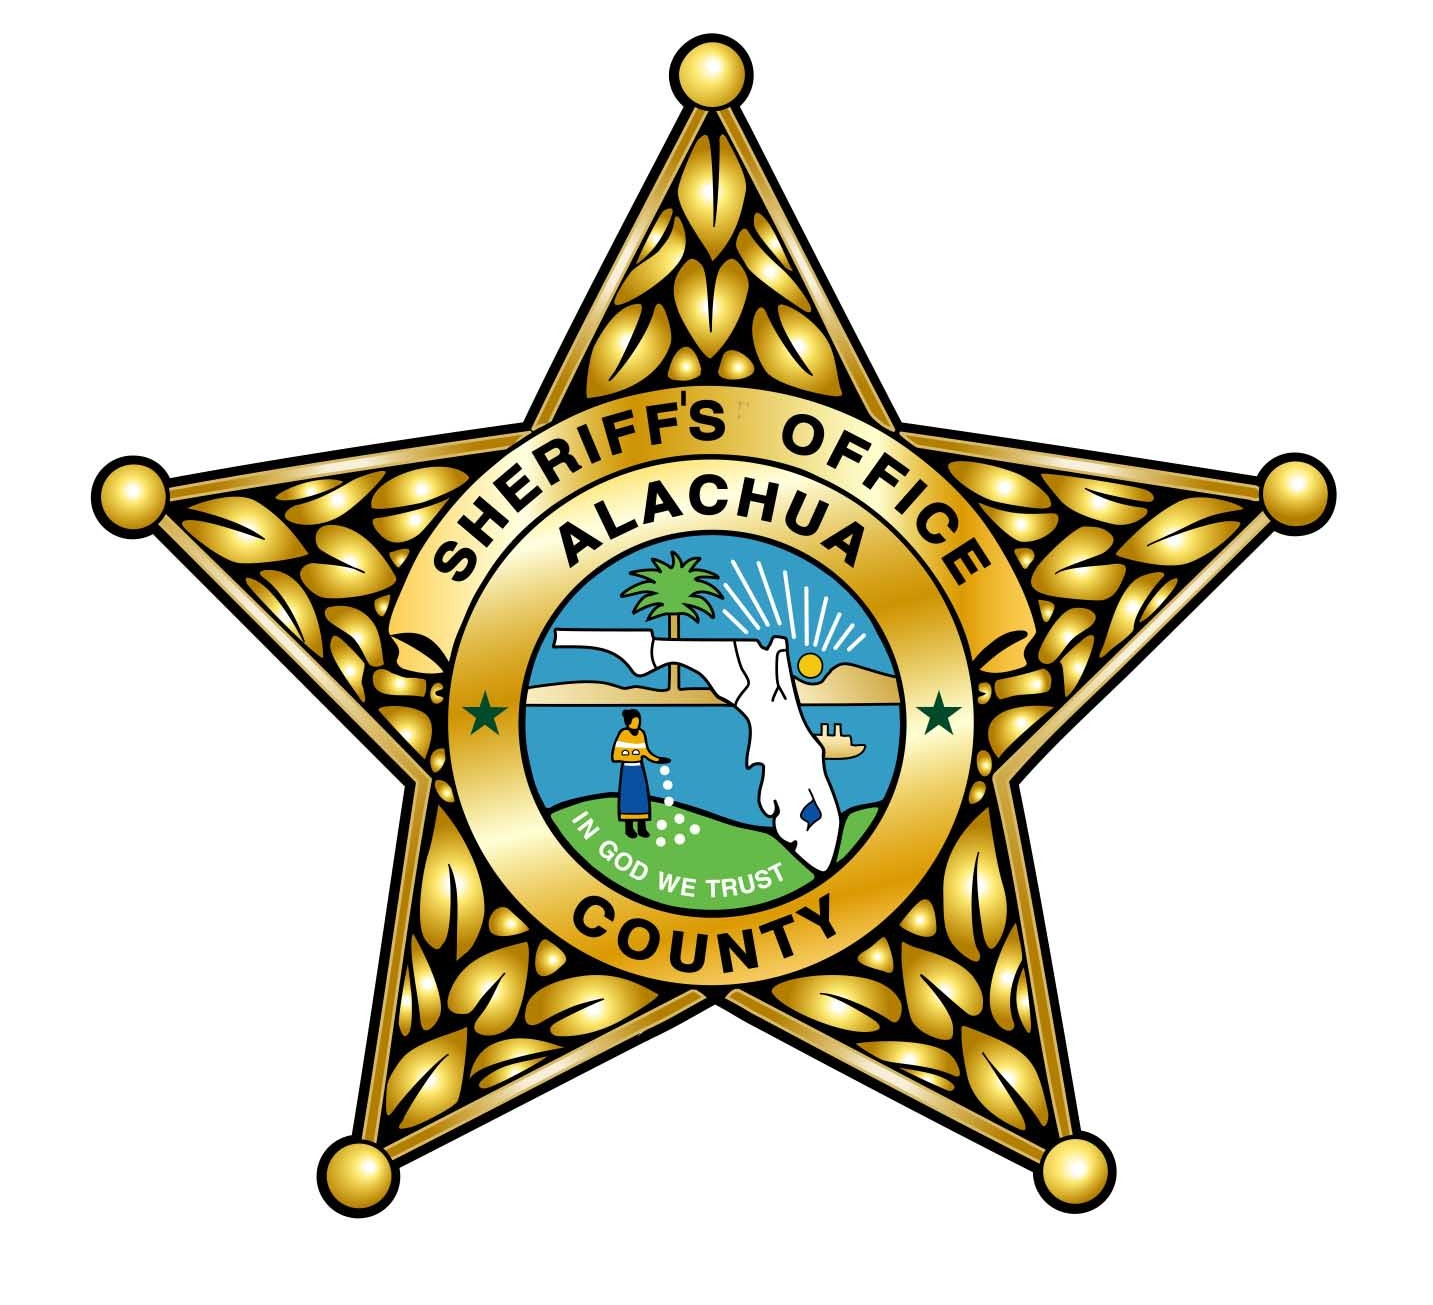 SHERIFF'S OFFICE
ALACHUA
IN GOD WE TRUST
COUNTY